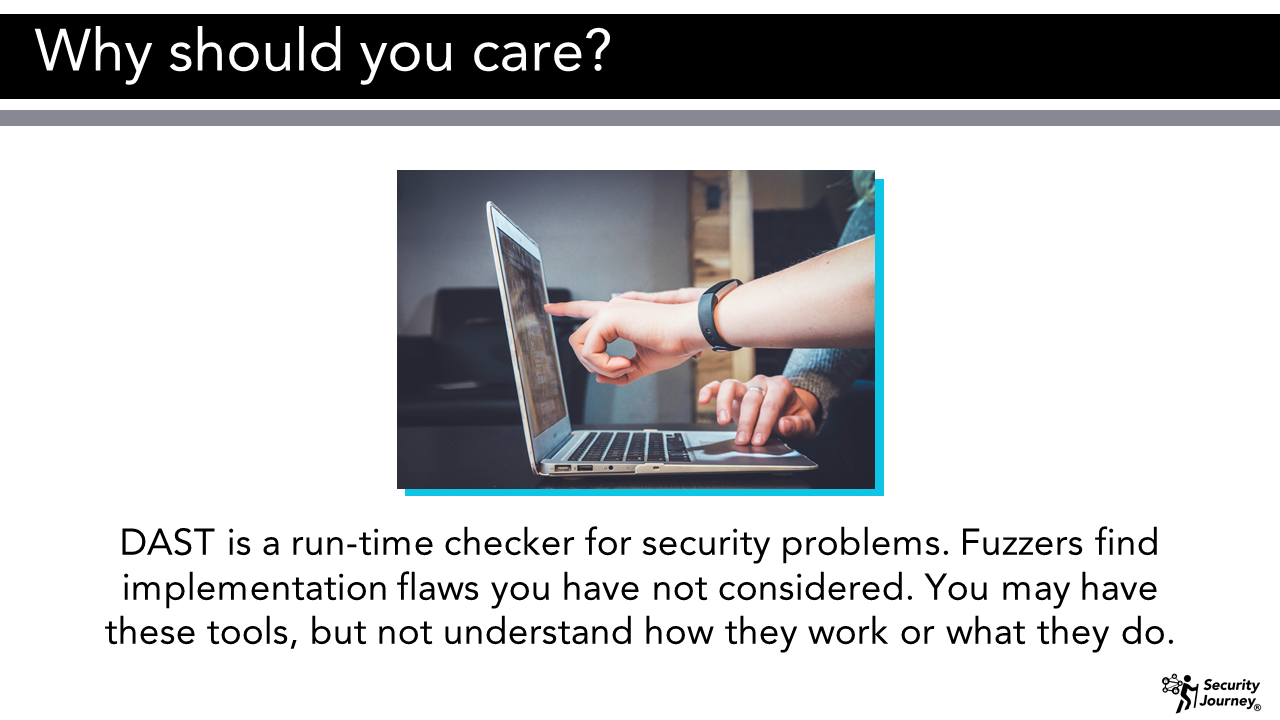 Why should you care?
DAST is a run-time checker for security problems. Fuzzers find
implementation flaws you have not considered. You may have
these tools, but not understand how they work or what they do.
Security
Journey®